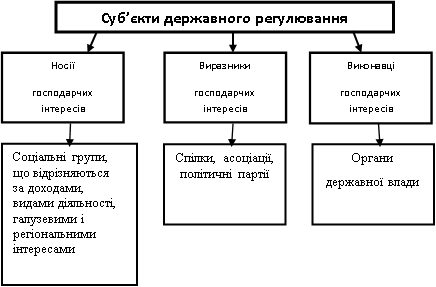 Суб’єкти державного регулювання
Носії
господарчих
інтересів
Виразники
господарчих
інтересів
Виконавці
господарчих
інтересів
Соціальні групи,
що відрізняються
за доходами,
видами діяльності,
галузевими і
регіональними
інтересами
Спілки, асоціації,
політичні партії
Органи
державної влади